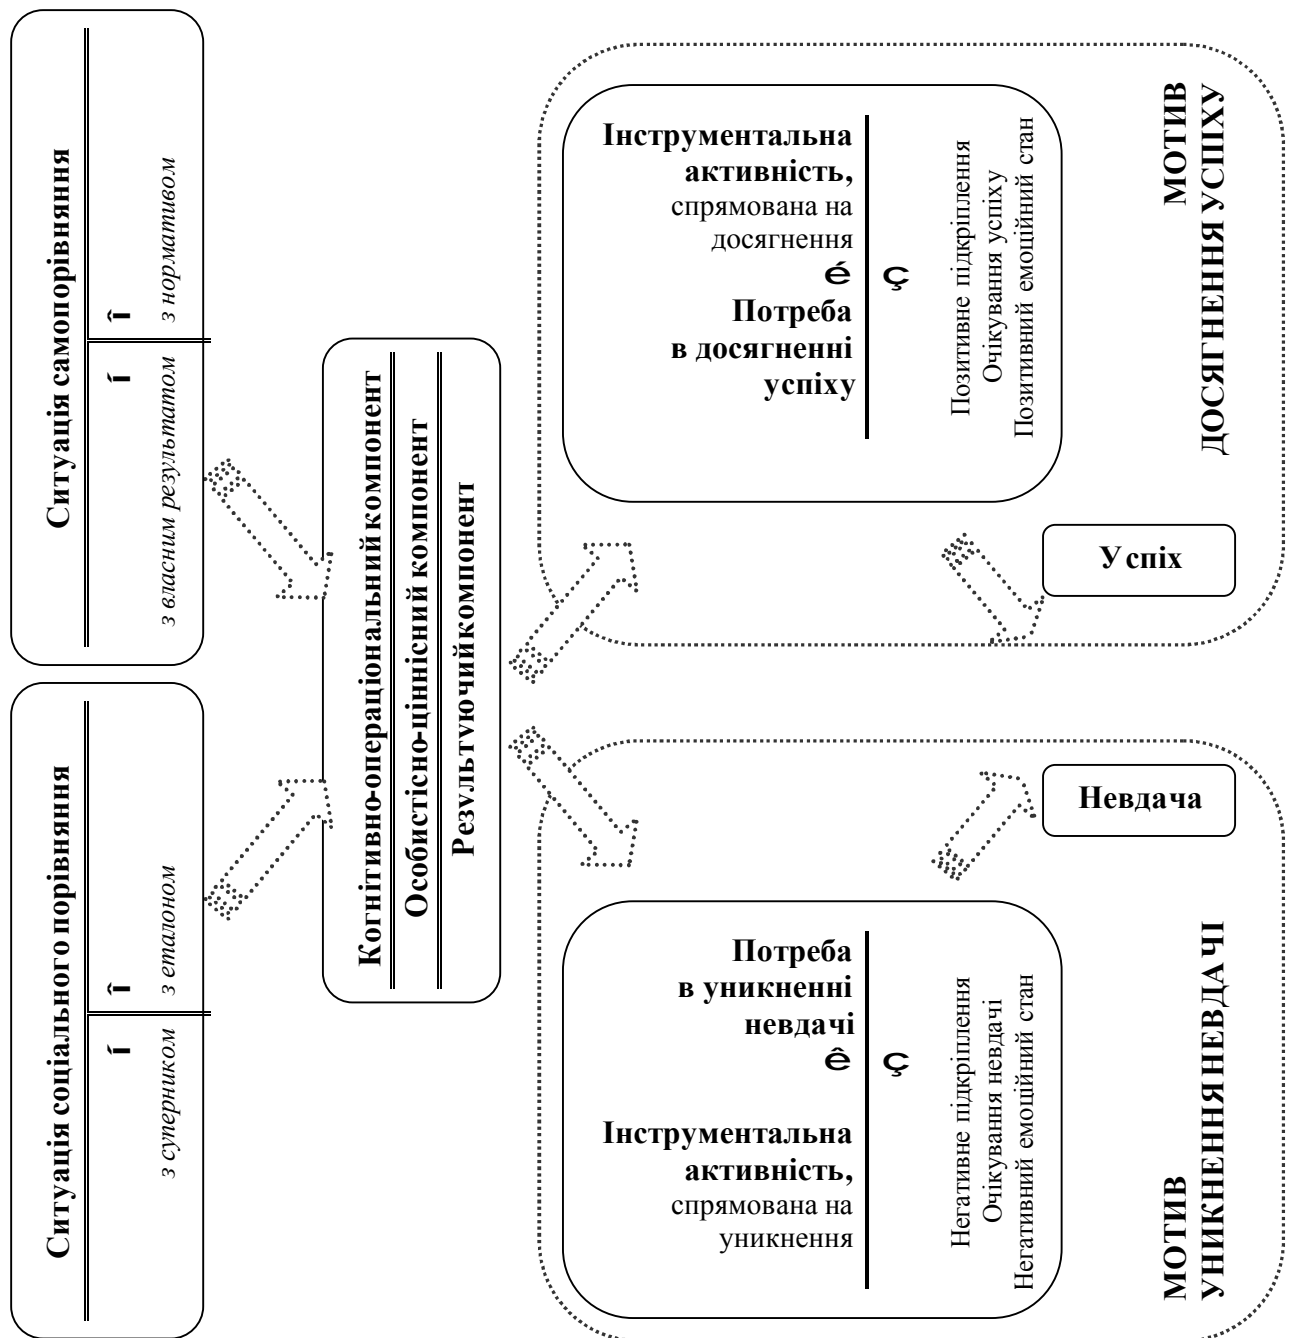 Ситуація соціального порівняння
í
î
з суперником
з еталоном
Ситуація самопорівняння
í
î
з власним результатом
з нормативом
Когнітивно-операціональний компонент
Особистісно-ціннісний компонент
Результуючий компонент
Потреба
в уникненні
невдачі
ê
Інструментальна
активність,
спрямована на
уникнення
ç
Негативне підкріплення
Очікування невдачі
Негативний емоційний стан
Невдача
МОТИВ
УНИКНЕННЯ НЕВДАЧІ
Інструментальна
активність,
спрямована на
досягнення
é
Потреба
в досягненні
успіху
ç
Позитивне підкріплення
Очікування успіху
Позитивний емоційний стан
Успіх
МОТИВ
ДОСЯГНЕННЯ УСПІХУ